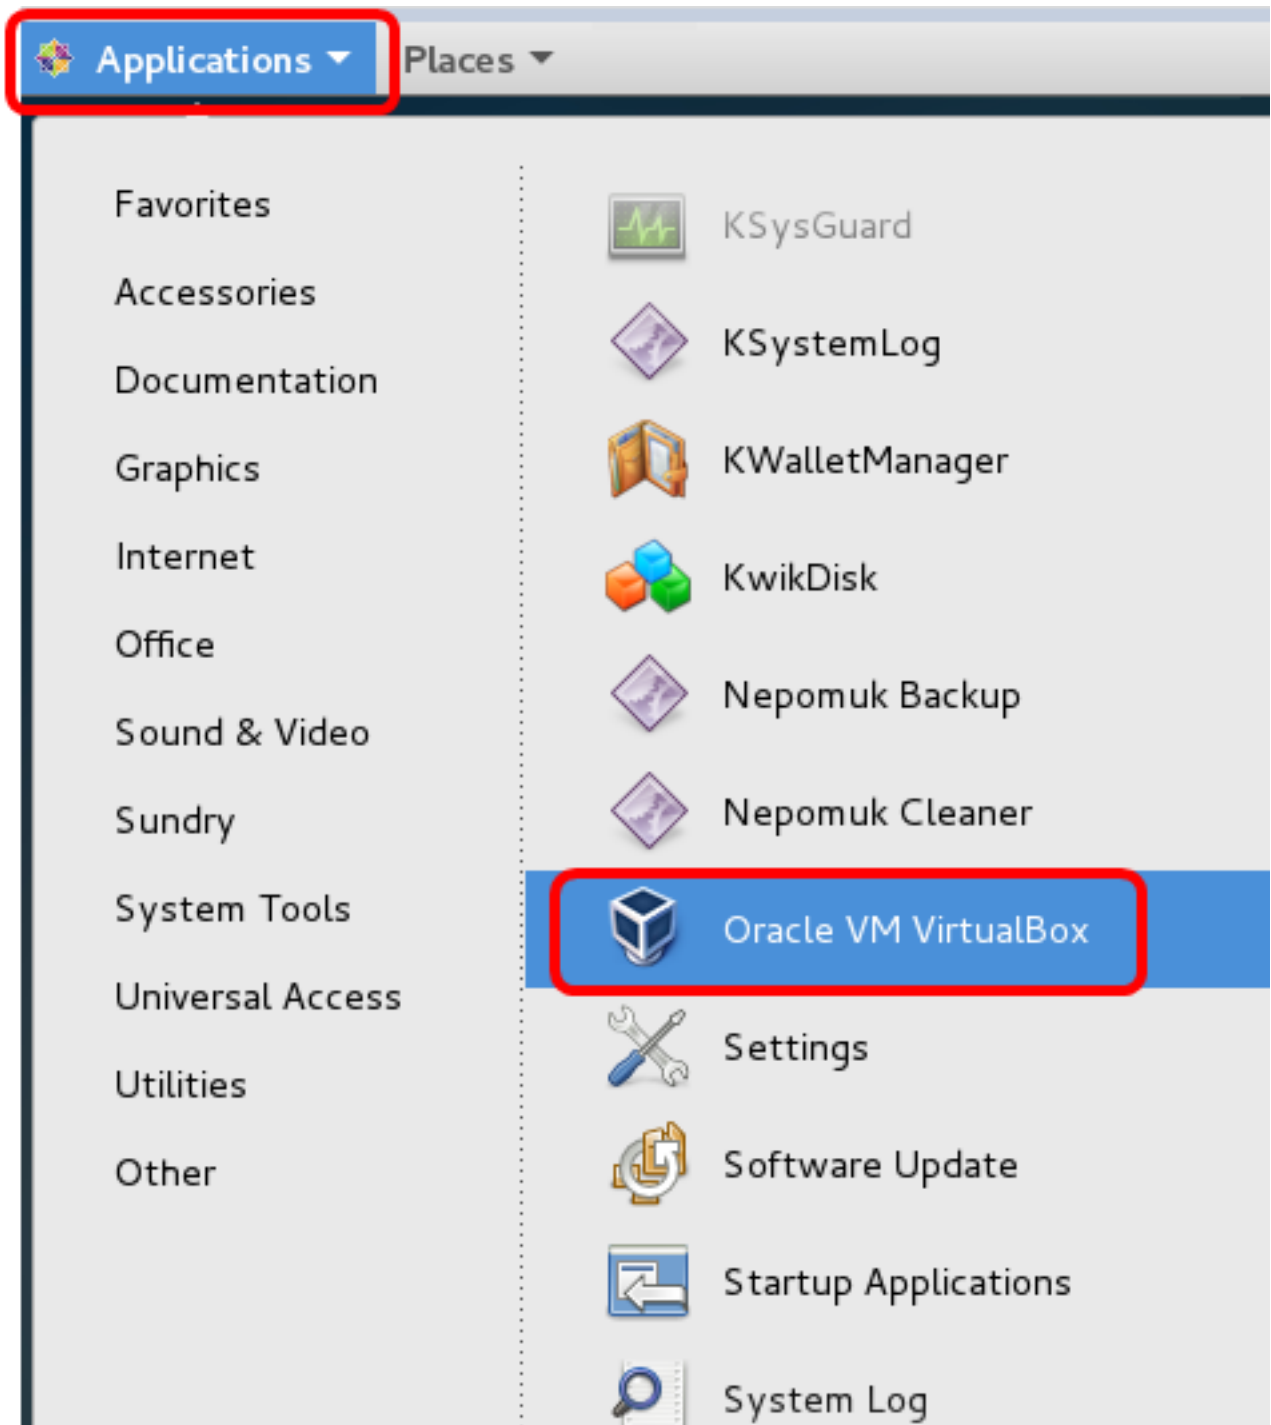 Applications Places
Favorites
Accessories
Documentation
Graphics
Internet
Office
Sound & Video
Sundry
System Tools
Universal Access
Utilities
Other
KSysGuard
KSystemLog
KWalletManager
KwikDisk
Nepomuk Backup
Nepomuk Cleaner
Oracle VM VirtualBox
Settings
Software Update
Startup Applications
System Log